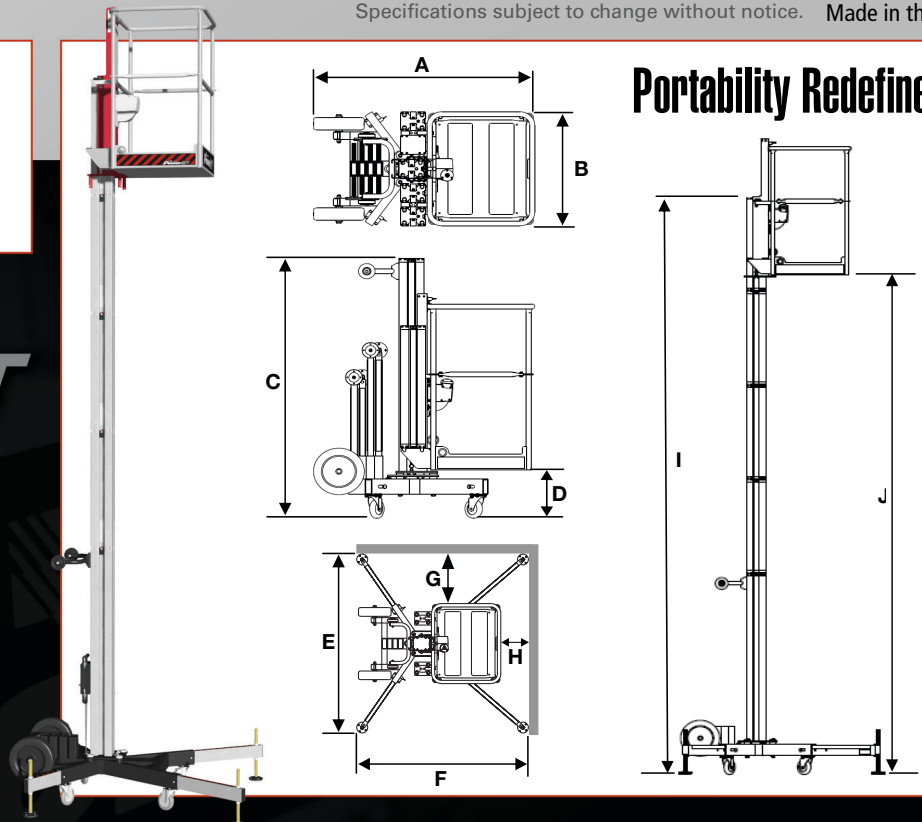 Specifications subject to change without notice. Made in th
Portability Redefine
A
B
C
D
E
F
G
H
I
J